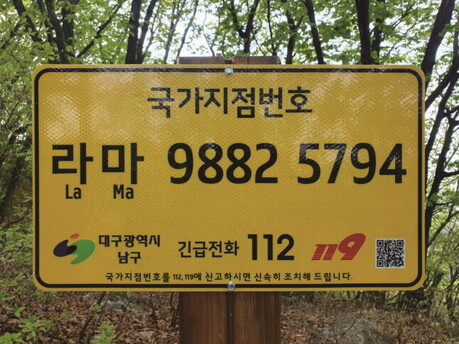 국가지점번호
라마 9882 5794
La Ma
대구광역시 남구 긴급전화 112 119
국가지점번호를 112, 119에 신고하시면 신속히 조치해 드립니다.